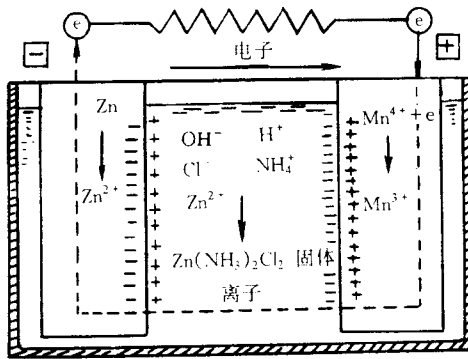 e e
− +
电子
Zn Mn⁴⁺+e
OH⁻ H⁺
Cl⁻ NH₄⁺
Zn²⁺ Zn²⁺ Mn³⁺
Zn(NH₃)₂Cl₂ 固体
离子